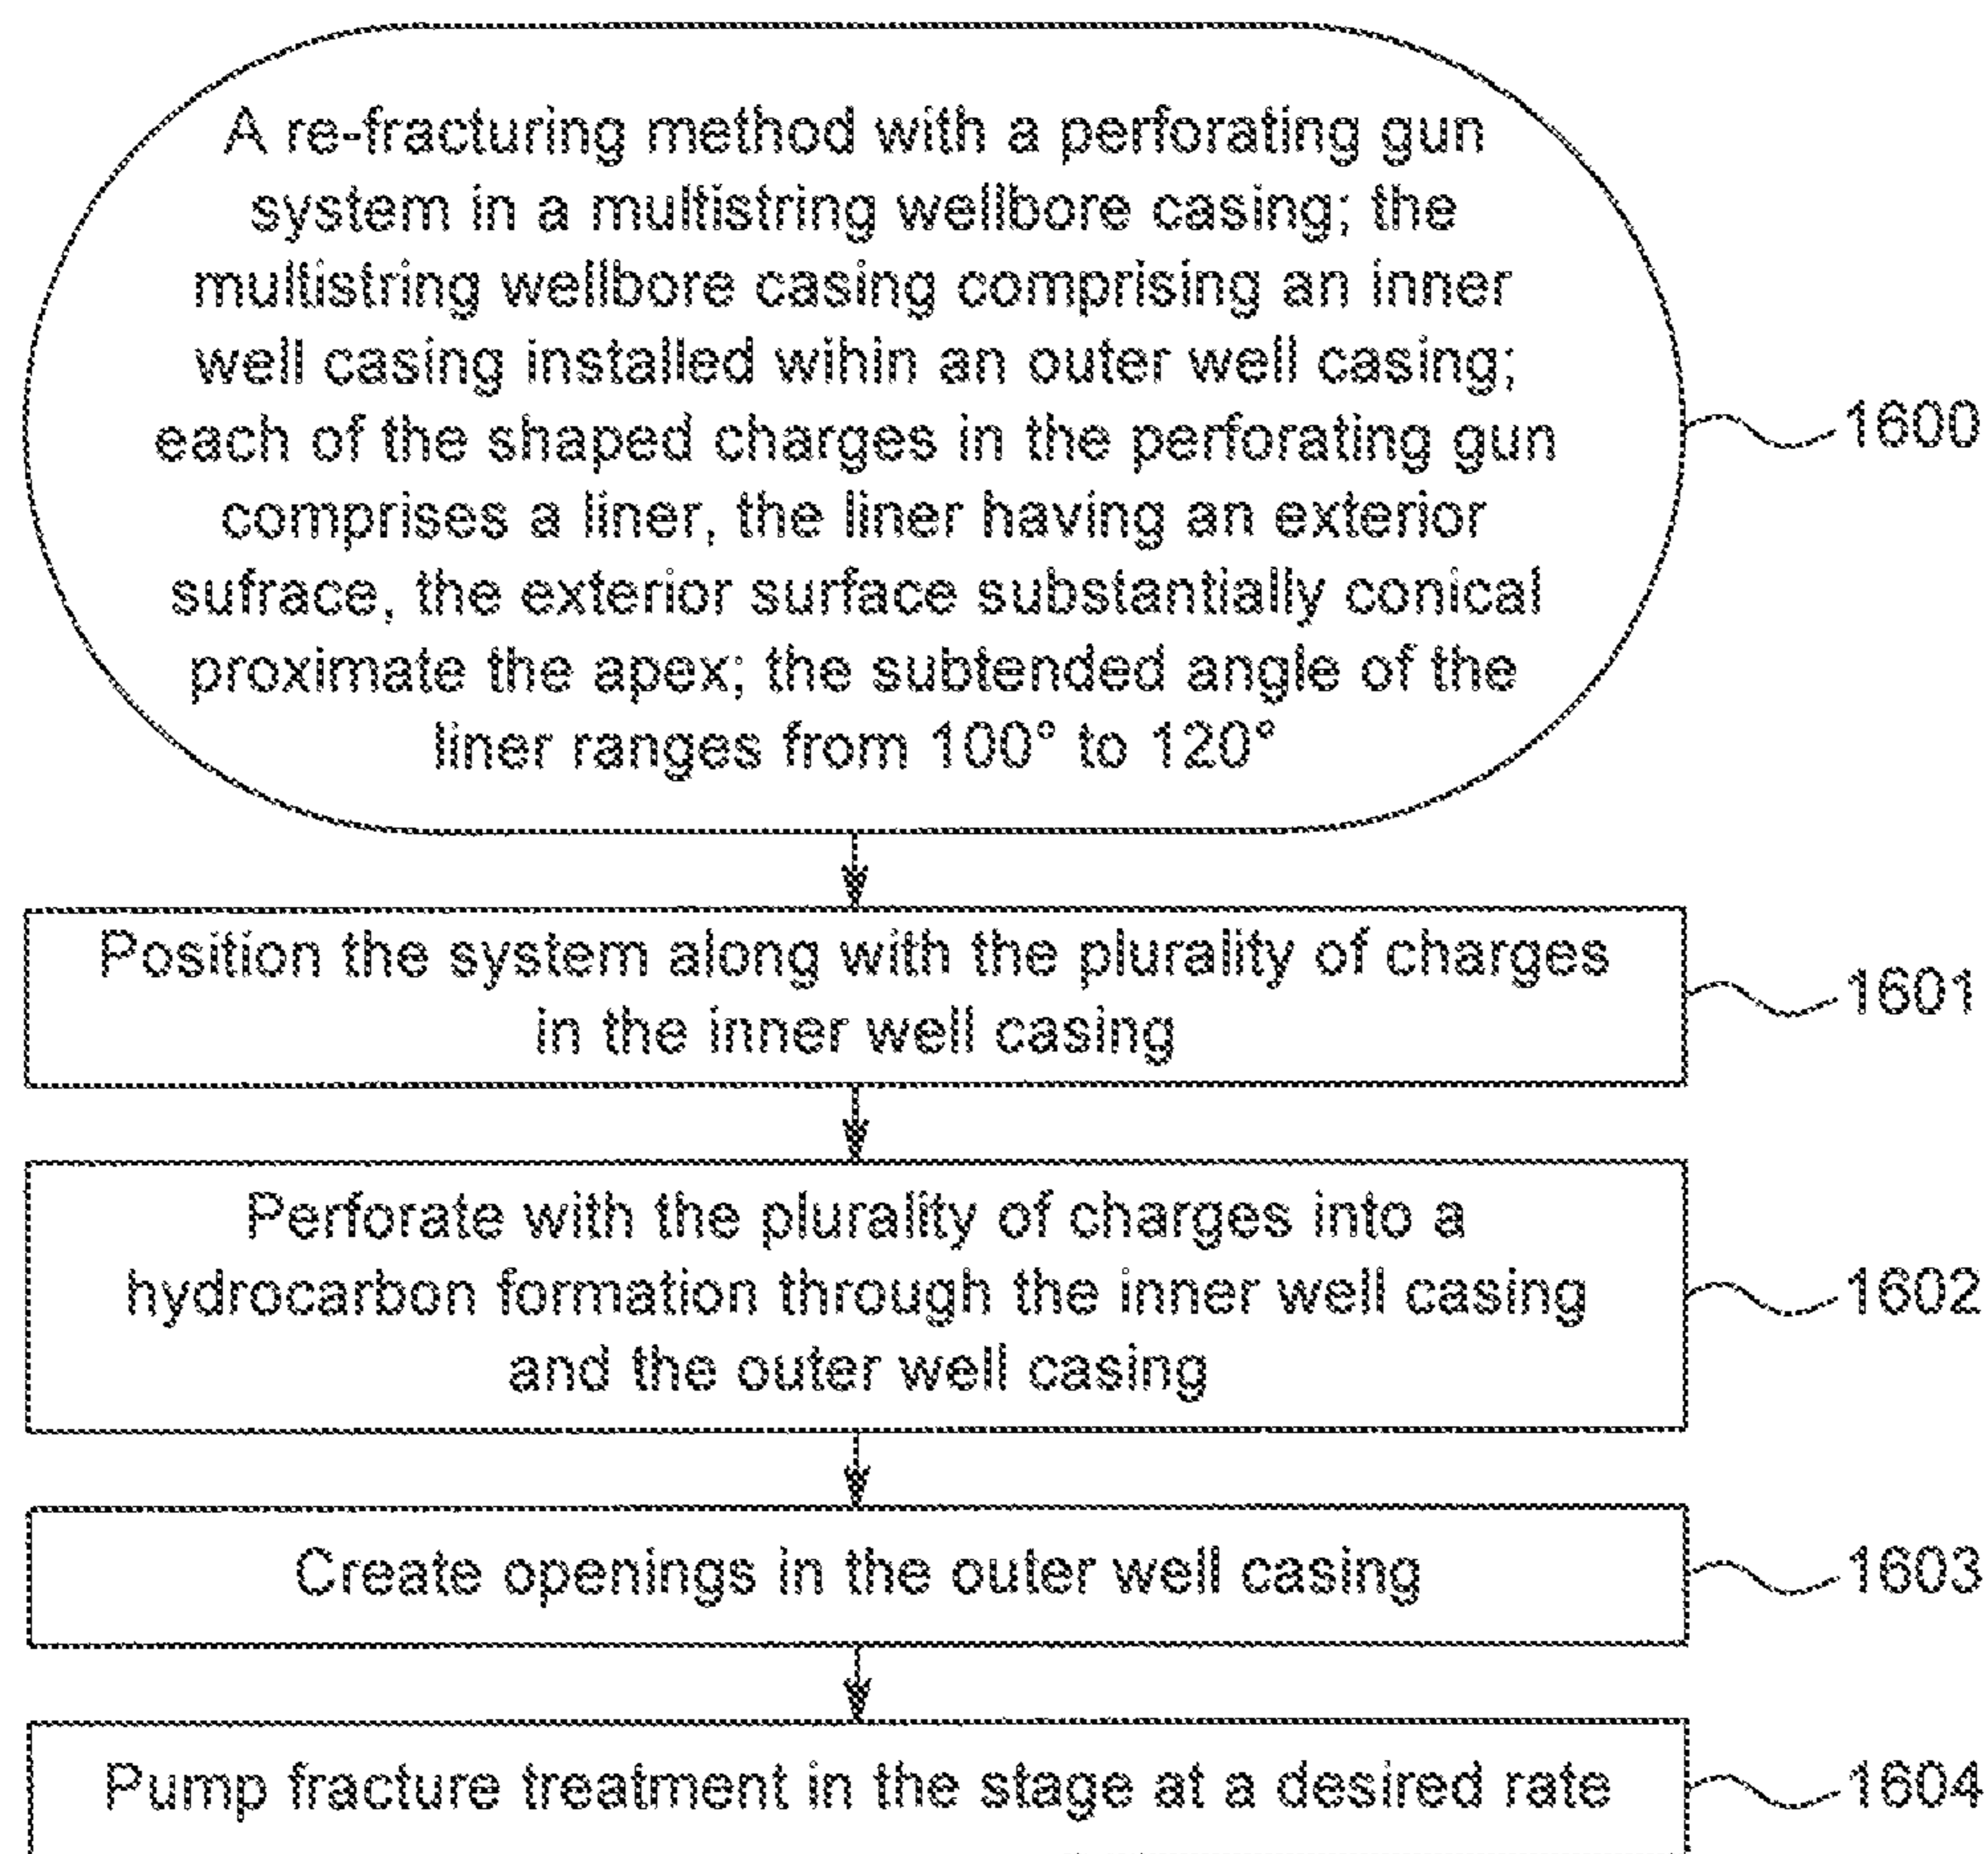 A re-fracturing method with a perforating gun
system in a multistring wellbore casing; the
multistring wellbore casing comprising an inner
well casing installed wihin an outer well casing;
each of the shaped charges in the perforating gun
comprises a liner, the liner having an exterior
sufrace, the exterior surface substantially conical
proximate the apex; the subtended angle of the
liner ranges from 100° to 120°
1600
Position the system along with the plurality of charges
in the inner well casing
1601
Perforate with the plurality of charges into a
hydrocarbon formation through the inner well casing
and the outer well casing
1602
Create openings in the outer well casing
1603
Pump fracture treatment in the stage at a desired rate
1604